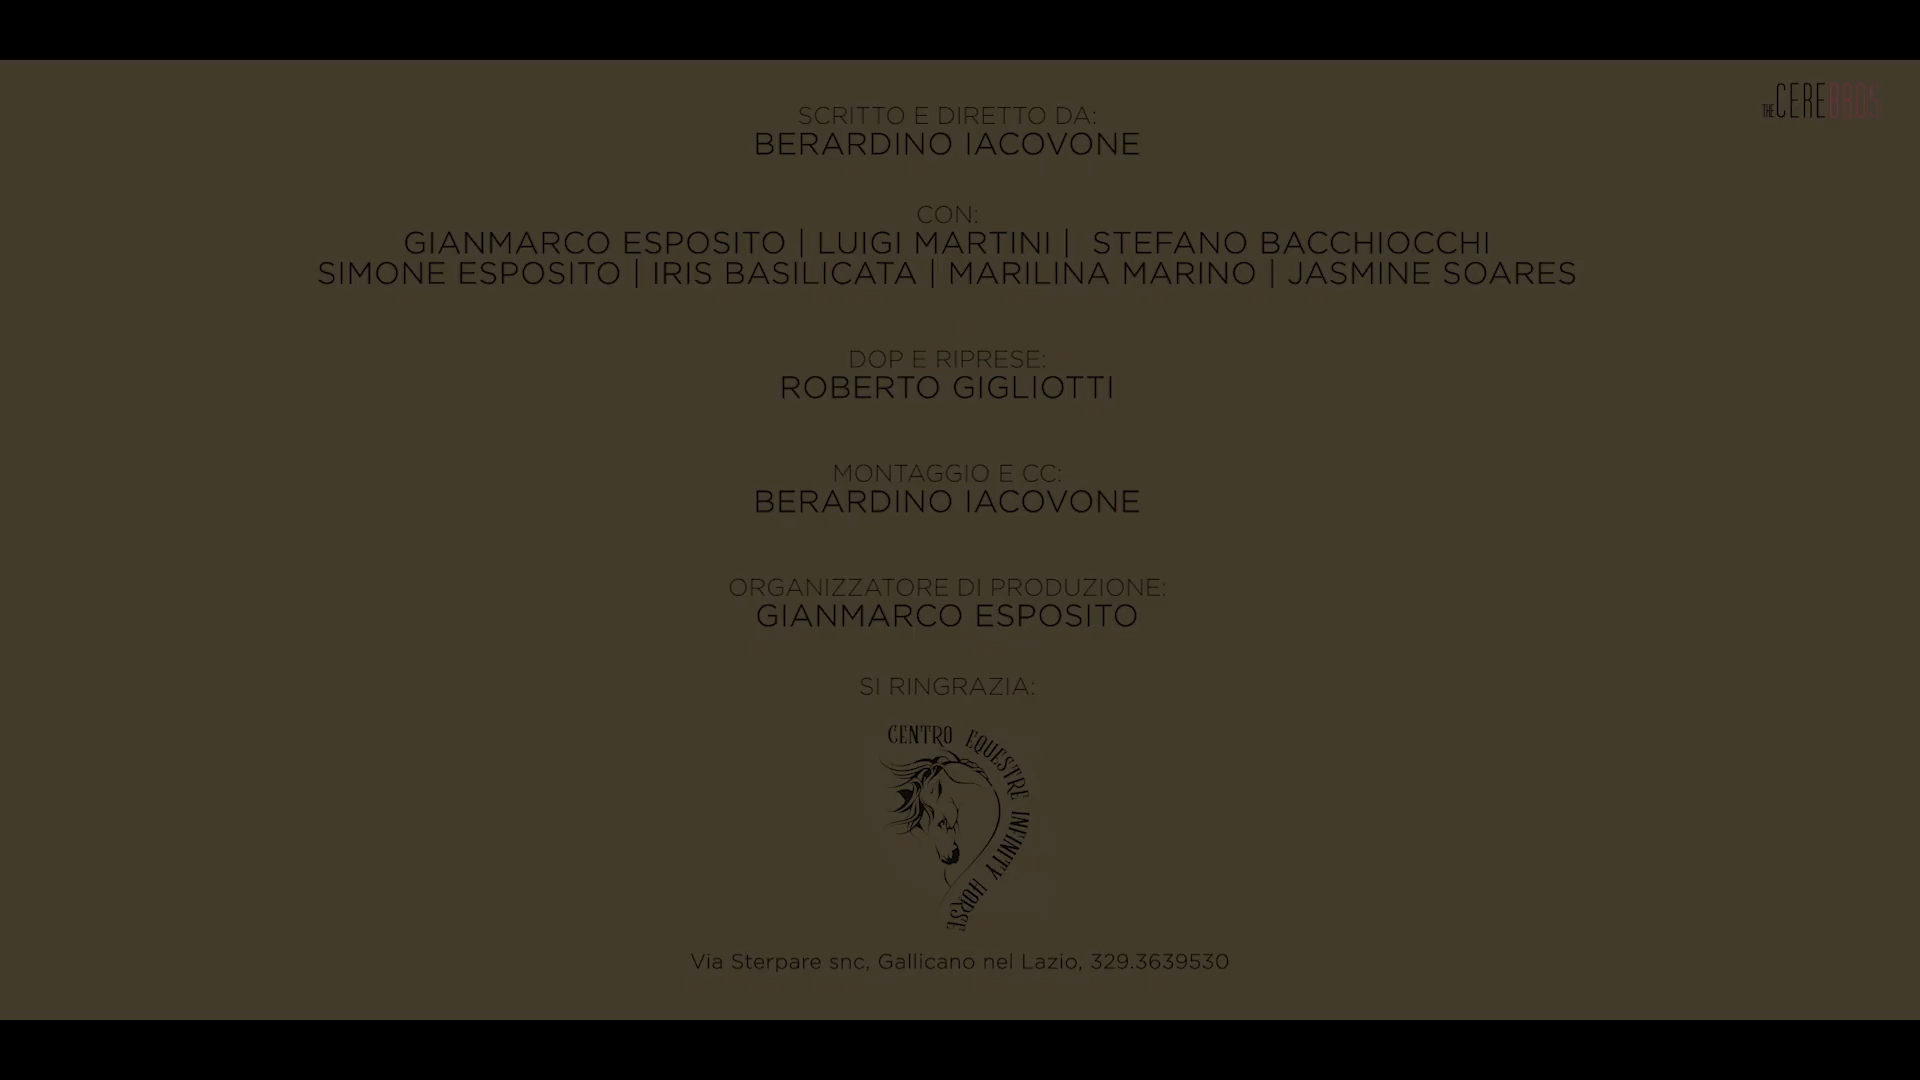 THE CEREBROS
SCRITTO E DIRETTO DA:
BERARDINO IACOVONE
CON:
GIANMARCO ESPOSITO | LUIGI MARTINI | STEFANO BACCHIOCCHI
SIMONE ESPOSITO | IRIS BASILICATA | MARILINA MARINO | JASMINE SOARES
DOP E RIPRESE:
ROBERTO GIGLIOTTI
MONTAGGIO E CC:
BERARDINO IACOVONE
ORGANIZZATORE DI PRODUZIONE:
GIANMARCO ESPOSITO
SI RINGRAZIA:
CENTRO EQUESTRE INFINITY HORSE
Via Sterpare snc, Gallicano nel Lazio, 329.3639530